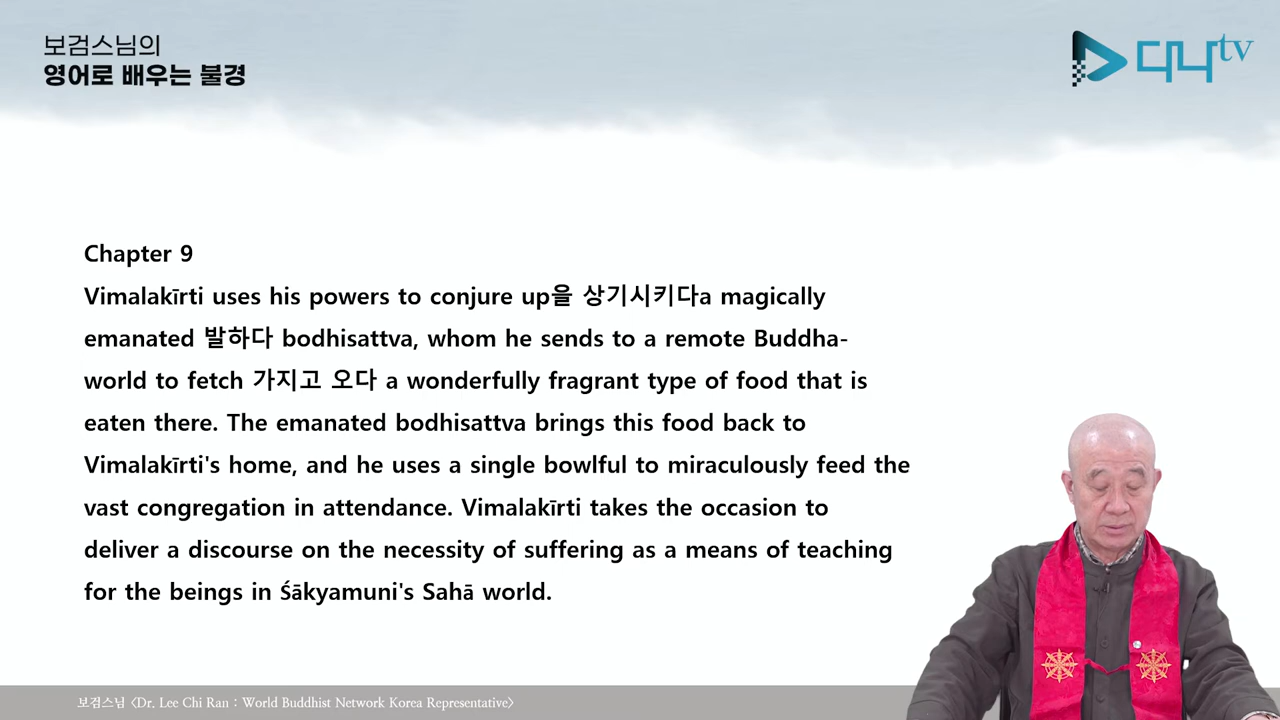 보검스님의
영어로 배우는 불경
다나tv
Chapter 9
Vimalakīrti uses his powers to conjure up을 상기시키다a magically
emanated 발하다 bodhisattva, whom he sends to a remote Buddha-
world to fetch 가지고 오다 a wonderfully fragrant type of food that is
eaten there. The emanated bodhisattva brings this food back to
Vimalakīrti's home, and he uses a single bowlful to miraculously feed the
vast congregation in attendance. Vimalakīrti takes the occasion to
deliver a discourse on the necessity of suffering as a means of teaching
for the beings in Śākyamuni's Sahā world.
보검스님 <Dr. Lee Chi Ran : World Buddhist Network Korea Representative>